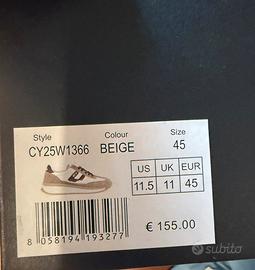 Style Colour Size
CY25W1366 BEIGE 45
US UK EUR
11.5 11 45
8 058194 193277
€ 155.00
subito